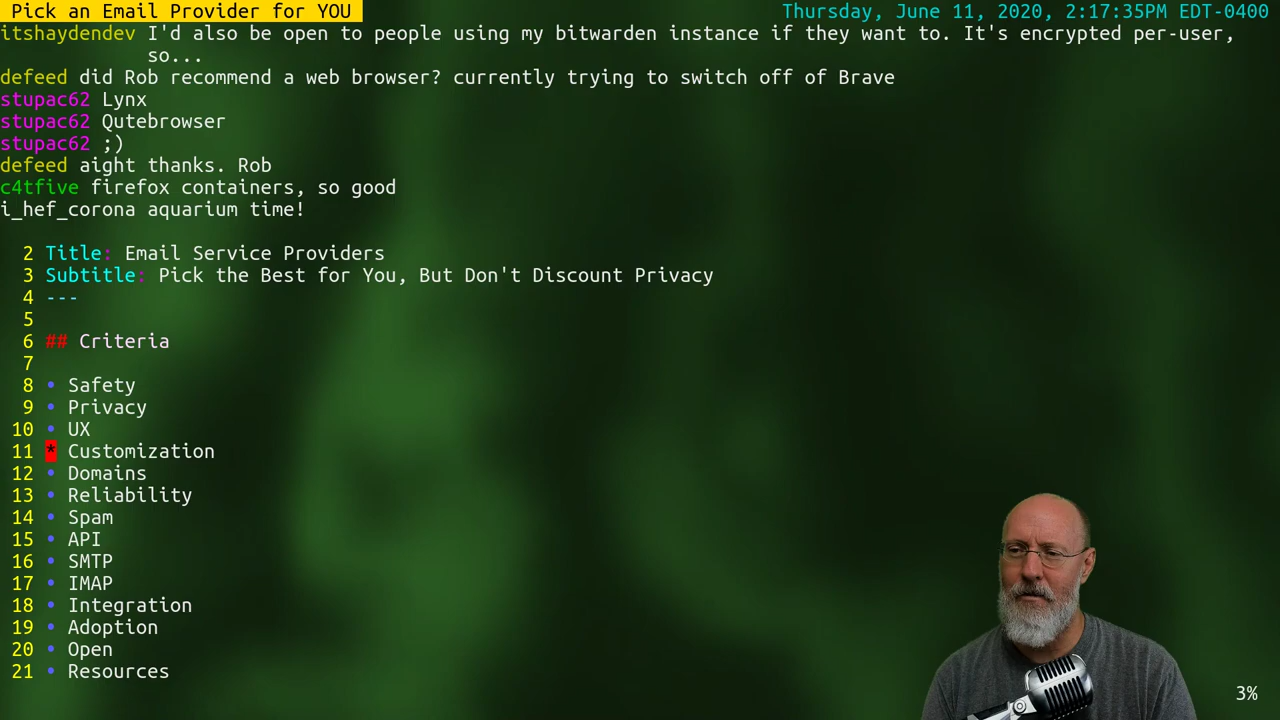 Pick an Email Provider for YOU
Thursday, June 11, 2020, 2:17:35PM EDT-0400
itshaydendev I'd also be open to people using my bitwarden instance if they want to. It's encrypted per-user,
so...
defeed did Rob recommend a web browser? currently trying to switch off of Brave
stupac62 Lynx
stupac62 Qutebrowser
stupac62 ;)
defeed aight thanks. Rob
c4tfive firefox containers, so good
i_hef_corona aquarium time!
2 Title: Email Service Providers
3 Subtitle: Pick the Best for You, But Don't Discount Privacy
4 ---
5
6 ## Criteria
7
8 • Safety
9 • Privacy
10 • UX
11 * Customization
12 • Domains
13 • Reliability
14 • Spam
15 • API
16 • SMTP
17 • IMAP
18 • Integration
19 • Adoption
20 • Open
21 • Resources
3%